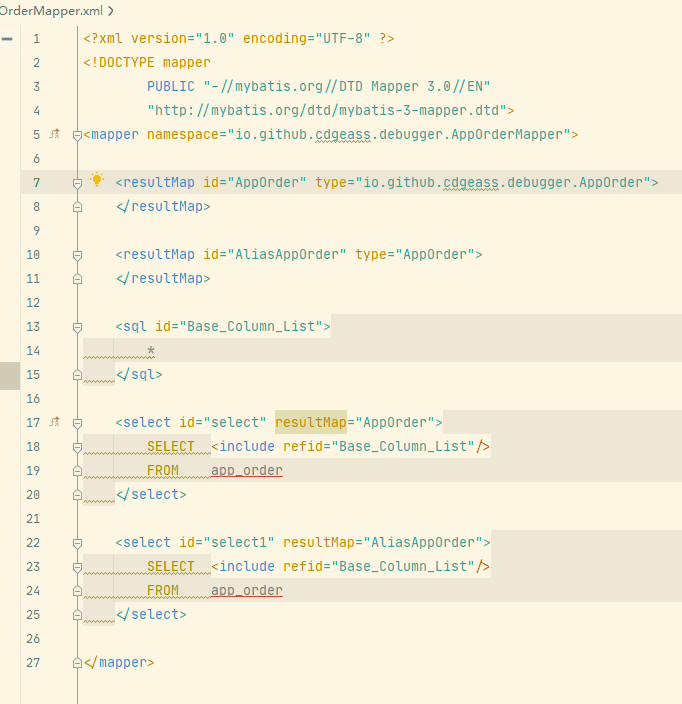 OrderMapper.xml
1 <?xml version="1.0" encoding="UTF-8" ?>
2 <!DOCTYPE mapper
3         PUBLIC "-//mybatis.org//DTD Mapper 3.0//EN"
4         "http://mybatis.org/dtd/mybatis-3-mapper.dtd">
5 <mapper namespace="io.github.cdgeass.debugger.AppOrderMapper">
6
7     <resultMap id="AppOrder" type="io.github.cdgeass.debugger.AppOrder">
8     </resultMap>
9
10     <resultMap id="AliasAppOrder" type="AppOrder">
11     </resultMap>
12
13     <sql id="Base_Column_List">
14         *
15     </sql>
16
17     <select id="select" resultMap="AppOrder">
18         SELECT  <include refid="Base_Column_List"/>
19         FROM    app_order
20     </select>
21
22     <select id="select1" resultMap="AliasAppOrder">
23         SELECT  <include refid="Base_Column_List"/>
24         FROM    app_order
25     </select>
26
27 </mapper>